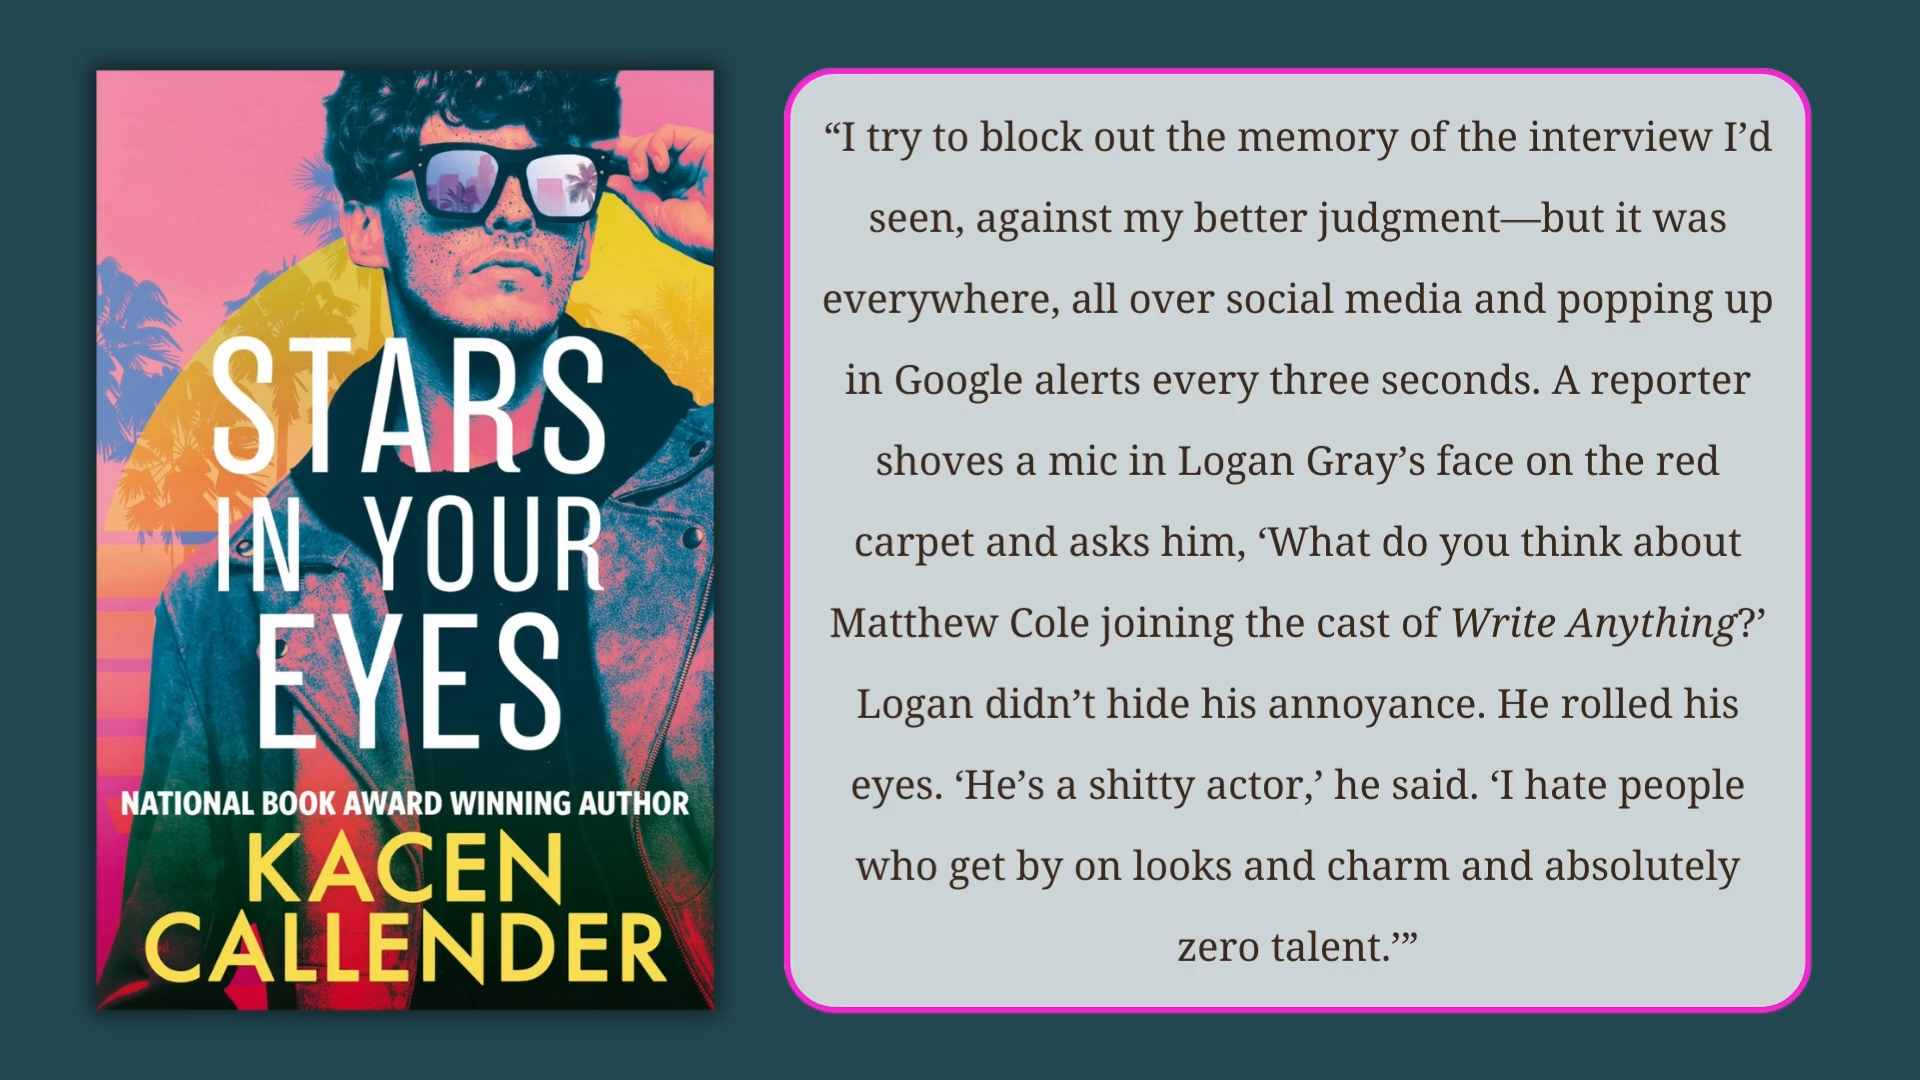 STARS
IN YOUR
EYES
NATIONAL BOOK AWARD WINNING AUTHOR
KACEN
CALLENDER
“I try to block out the memory of the interview I’d
seen, against my better judgment—but it was
everywhere, all over social media and popping up
in Google alerts every three seconds. A reporter
shoves a mic in Logan Gray’s face on the red
carpet and asks him, ‘What do you think about
Matthew Cole joining the cast of Write Anything?’
Logan didn’t hide his annoyance. He rolled his
eyes. ‘He’s a shitty actor,’ he said. ‘I hate people
who get by on looks and charm and absolutely
zero talent.’”